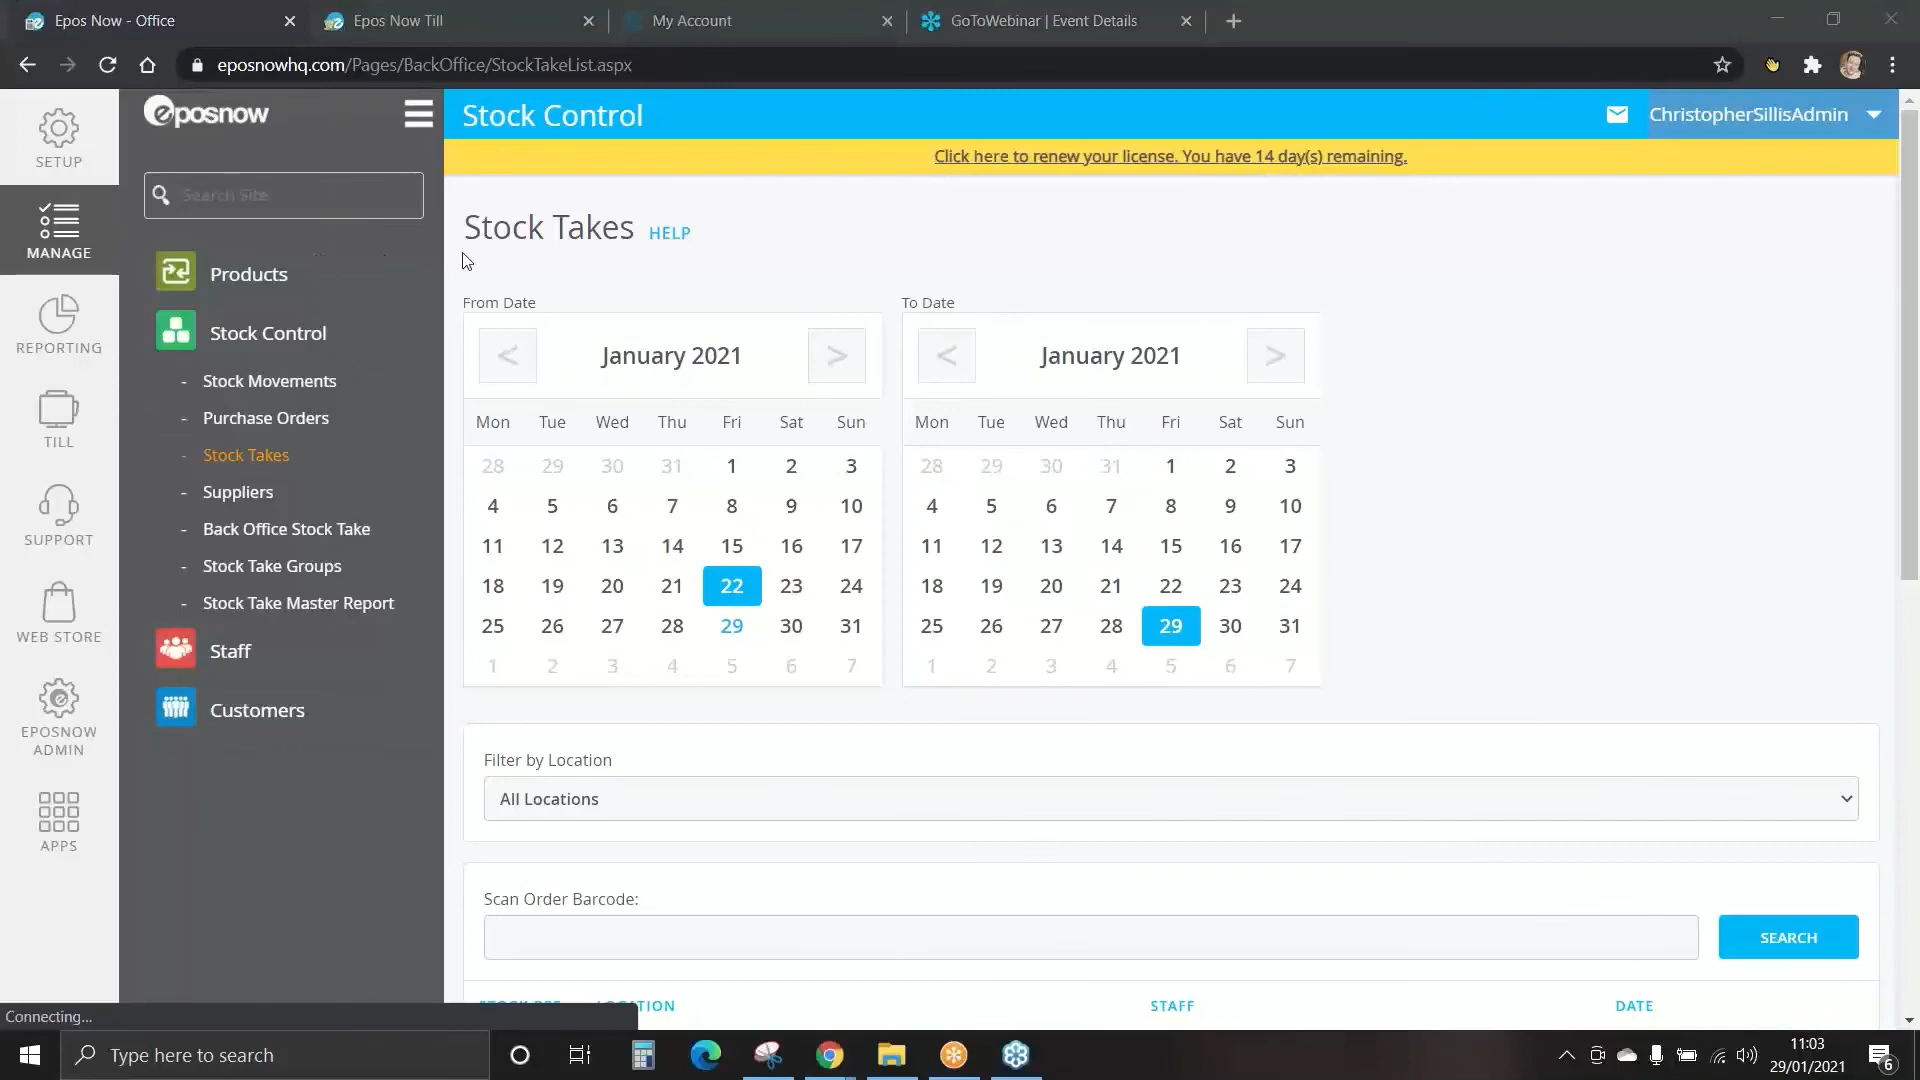 Epos Now - Office
Epos Now Till
My Account
GoToWebinar | Event Details
eposnowhq.com/Pages/BackOffice/StockTakeList.aspx
eposnow
Stock Control
ChristopherSillisAdmin
Click here to renew your license. You have 14 day(s) remaining.
SETUP
MANAGE
REPORTING
TILL
SUPPORT
WEB STORE
EPOSNOW
ADMIN
APPS
Search Site
Products
Stock Control
- Stock Movements
- Purchase Orders
- Stock Takes
- Suppliers
- Back Office Stock Take
- Stock Take Groups
- Stock Take Master Report
Staff
Customers
Stock Takes HELP
From Date
< January 2021 >
Mon Tue Wed Thu Fri Sat Sun
28 29 30 31 1 2 3
4 5 6 7 8 9 10
11 12 13 14 15 16 17
18 19 20 21 22 23 24
25 26 27 28 29 30 31
1 2 3 4 5 6 7
To Date
< January 2021 >
Mon Tue Wed Thu Fri Sat Sun
28 29 30 31 1 2 3
4 5 6 7 8 9 10
11 12 13 14 15 16 17
18 19 20 21 22 23 24
25 26 27 28 29 30 31
1 2 3 4 5 6 7
Filter by Location
All Locations
Scan Order Barcode:
SEARCH
STAFF DATE
Connecting...
Type here to search
11:03
29/01/2021
6